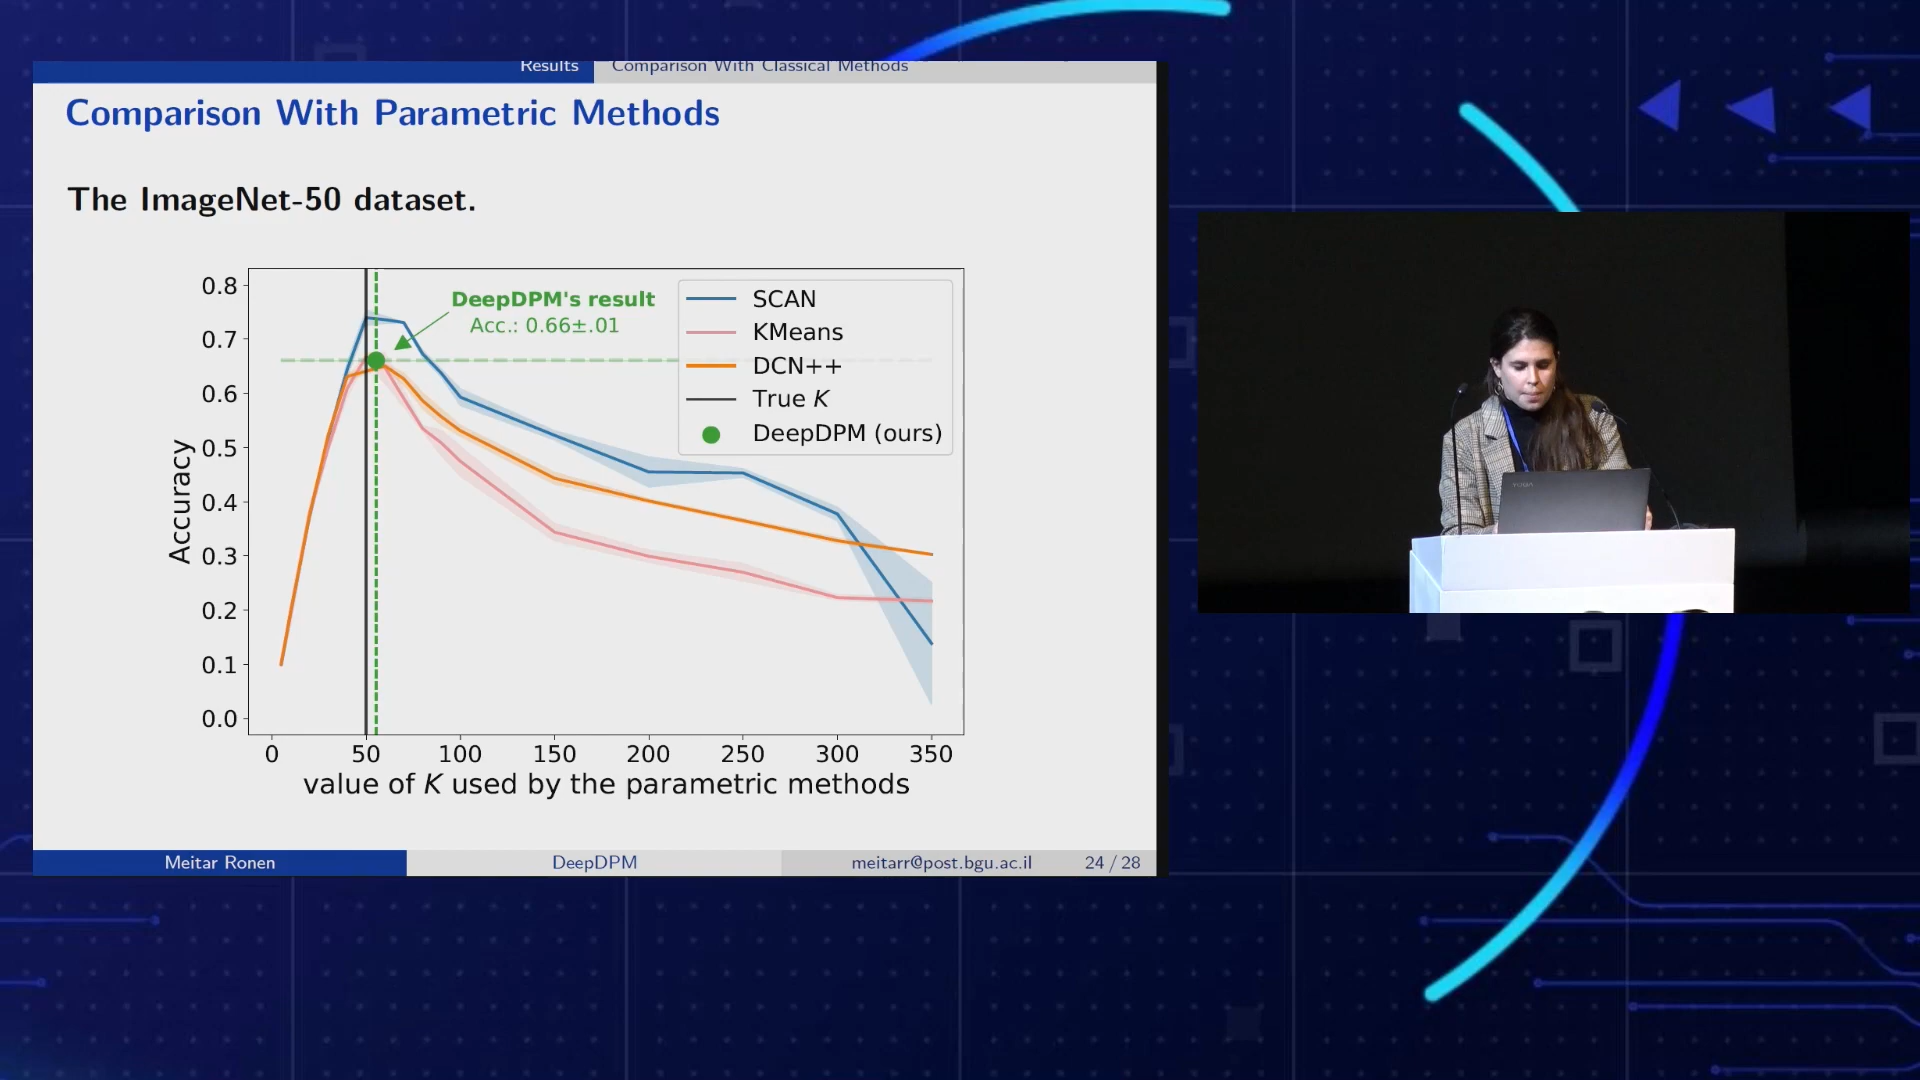 Results Comparison With Classical Methods
Comparison With Parametric Methods
The ImageNet-50 dataset.
DeepDPM's result
Acc.: 0.66±.01
SCAN
KMeans
DCN++
True K
DeepDPM (ours)
0.8
0.7
0.6
0.5
0.4
0.3
0.2
0.1
0.0
Accuracy
0 50 100 150 200 250 300 350
value of K used by the parametric methods
Meitar Ronen DeepDPM meitarr@post.bgu.ac.il 24 / 28
YOGA